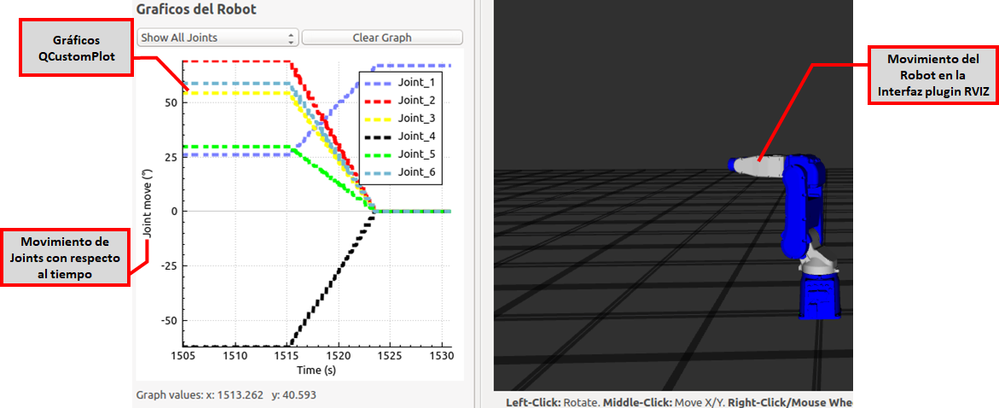 Graficos del Robot
Show All Joints
Clear Graph
Gráficos
QCustomPlot
Movimiento del
Robot en la
Interfaz plugin RVIZ
Joint_1
Joint_2
Joint_3
Joint_4
Joint_5
Joint_6
50
25
0
-25
-50
Joint move (°)
Movimiento de
Joints con respecto
al tiempo
1505 1510 1515 1520 1525 1530
Time (s)
Graph values: x: 1513.262 y: 40.593
Left-Click: Rotate. Middle-Click: Move X/Y. Right-Click/Mouse Whe